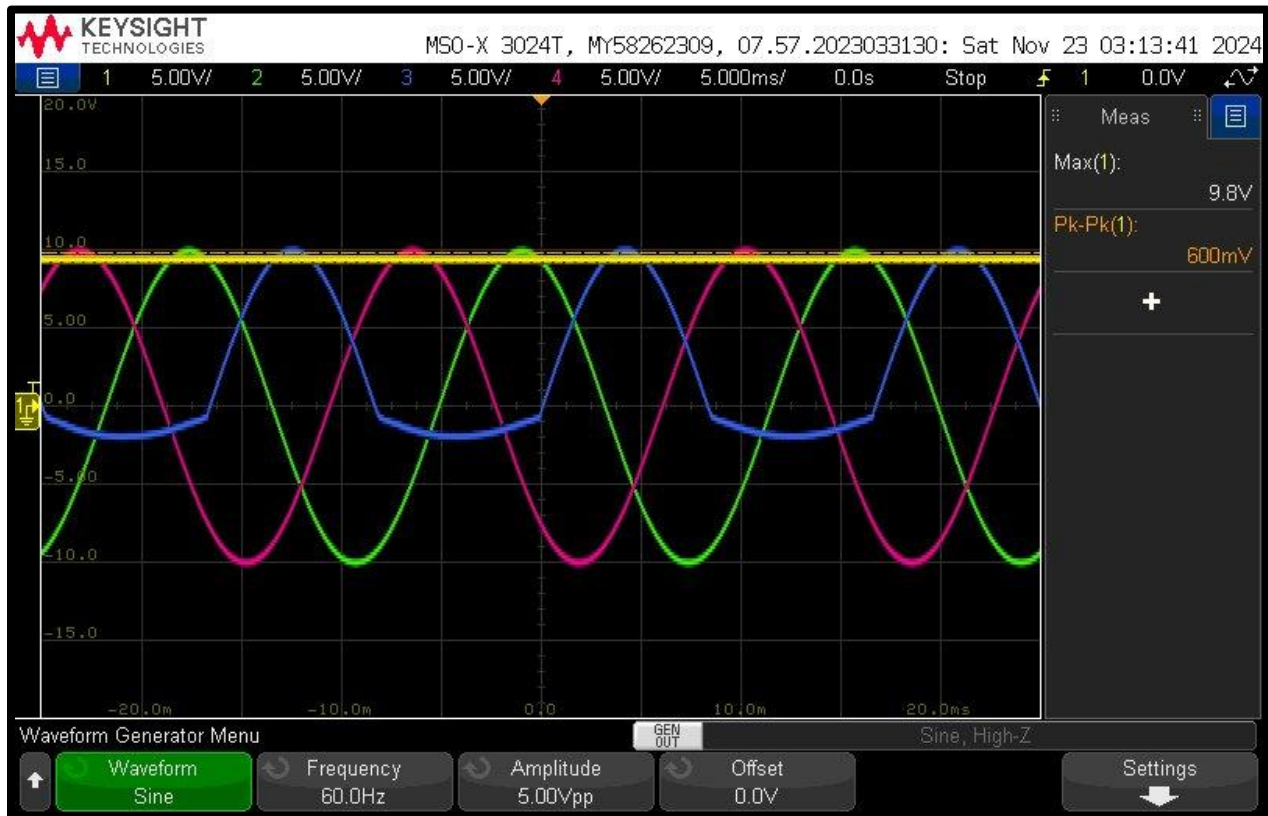 KEYSIGHT
TECHNOLOGIES
MSO-X 3024T, MY58262309, 07.57.2023033130: Sat Nov 23 03:13:41 2024
1 5.00V/ 2 5.00V/ 3 5.00V/ 4 5.00V/ 5.000ms/ 0.0s Stop 1 0.0V
20.0V
15.0
10.0
5.00
0.0
-5.00
-10.0
-15.0
T
1
-20.0m -10.0m 0.0 10.0m 20.0ms
Meas
Max(1):
9.8V
Pk-Pk(1):
600mV
+
Waveform Generator Menu
GEN
OUT
Sine, High-Z
Waveform
Sine
Frequency
60.0Hz
Amplitude
5.00Vpp
Offset
0.0V
Settings